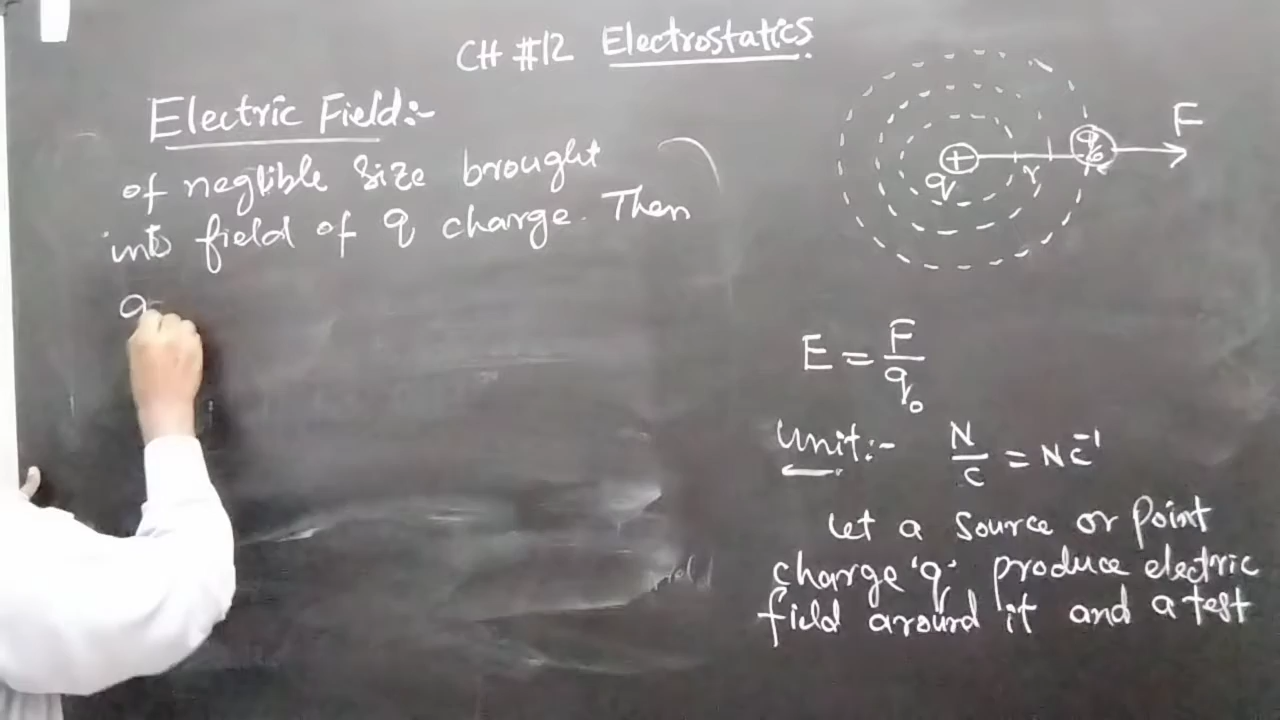 CH #12 Electrostatics
Electric Field:-
of neglible size brought
into field of q charge. Then
q
F
+
q
r
q₀
E = F/q₀
Unit:- N/C = NC⁻¹
Let a source or point
charge 'q' produce electric
field around it and a test